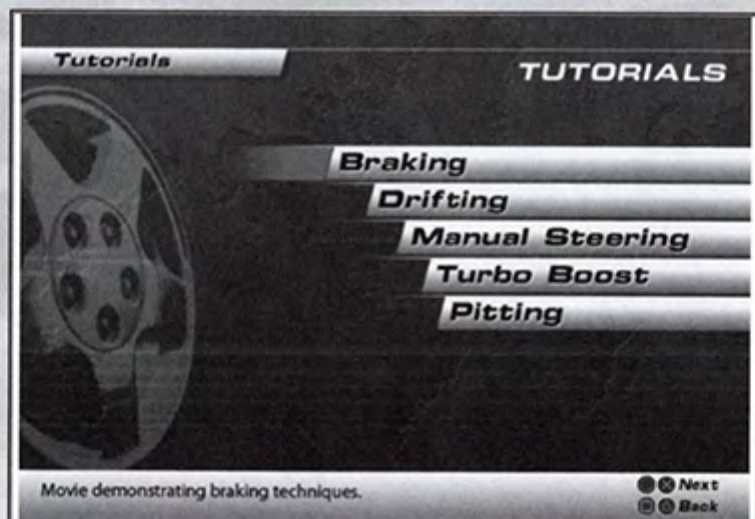 Tutorials
TUTORIALS
Braking
Drifting
Manual Steering
Turbo Boost
Pitting
Movie demonstrating braking techniques.
Next
Back